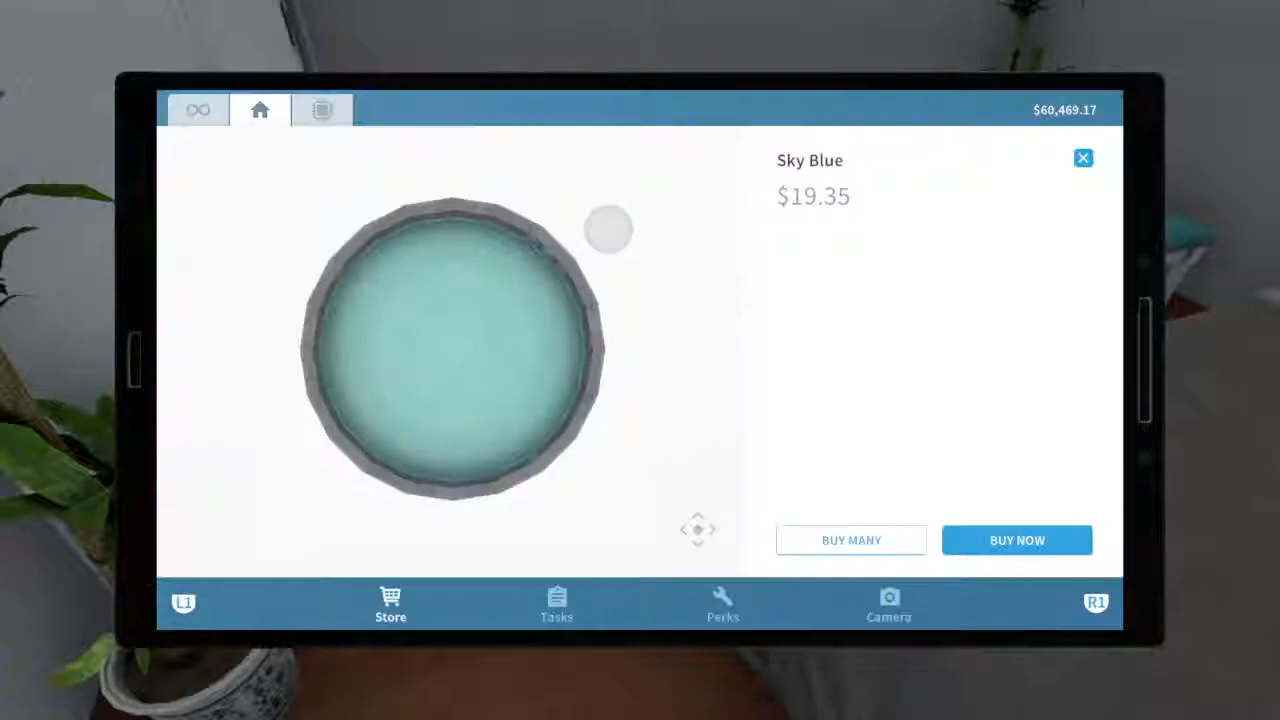 $60,469.17
Sky Blue
$19.35
BUY MANY
BUY NOW
L1
Store
Tasks
Perks
Camera
R1